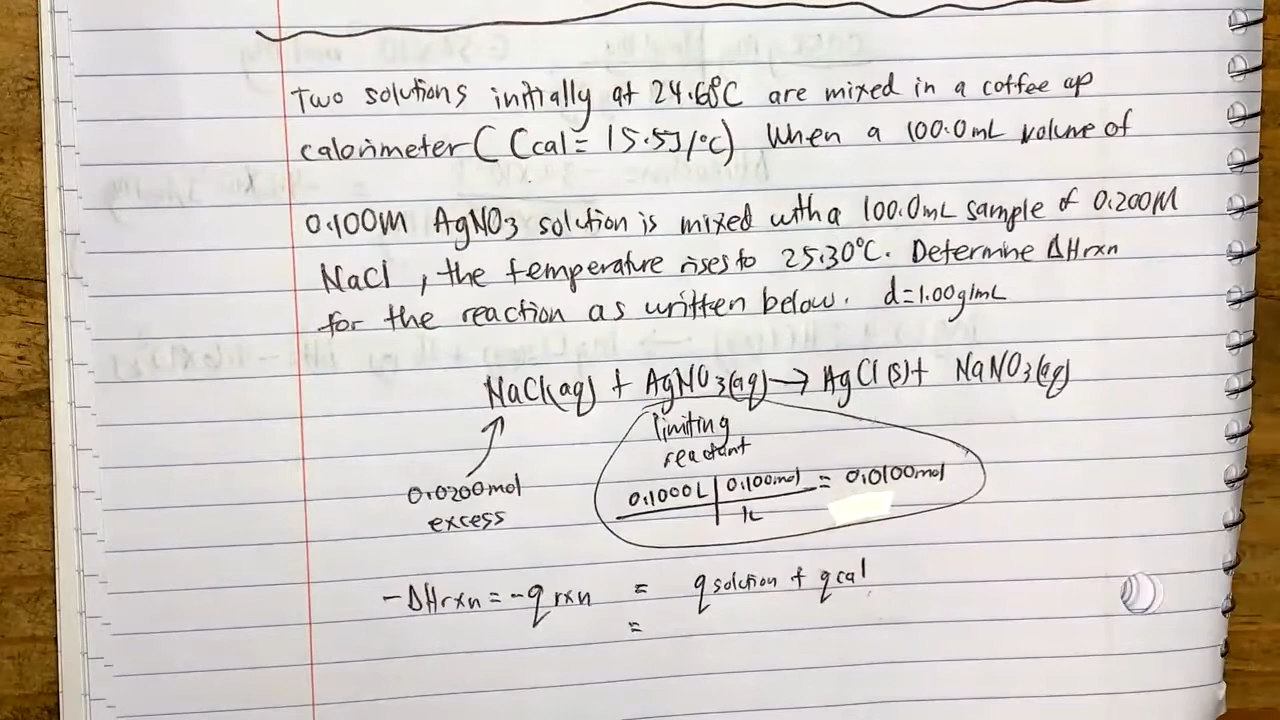 Two solutions initially at 24.60°C are mixed in a coffee cup
calorimeter (Ccal = 15.5J/°C) When a 100.0mL volume of
0.100M AgNO3 solution is mixed with a 100.0mL sample of 0.200M
NaCl, the temperature rises to 25.30°C. Determine ΔHrxn
for the reaction as written below. d=1.00g/mL
NaCl(aq) + AgNO3(aq) → AgCl(s) + NaNO3(aq)
limiting
reactant
0.1000L | 0.100mol = 0.0100mol
1L
0.0200mol
excess
-ΔHrxn = -qrxn = qsolution + qcal
=